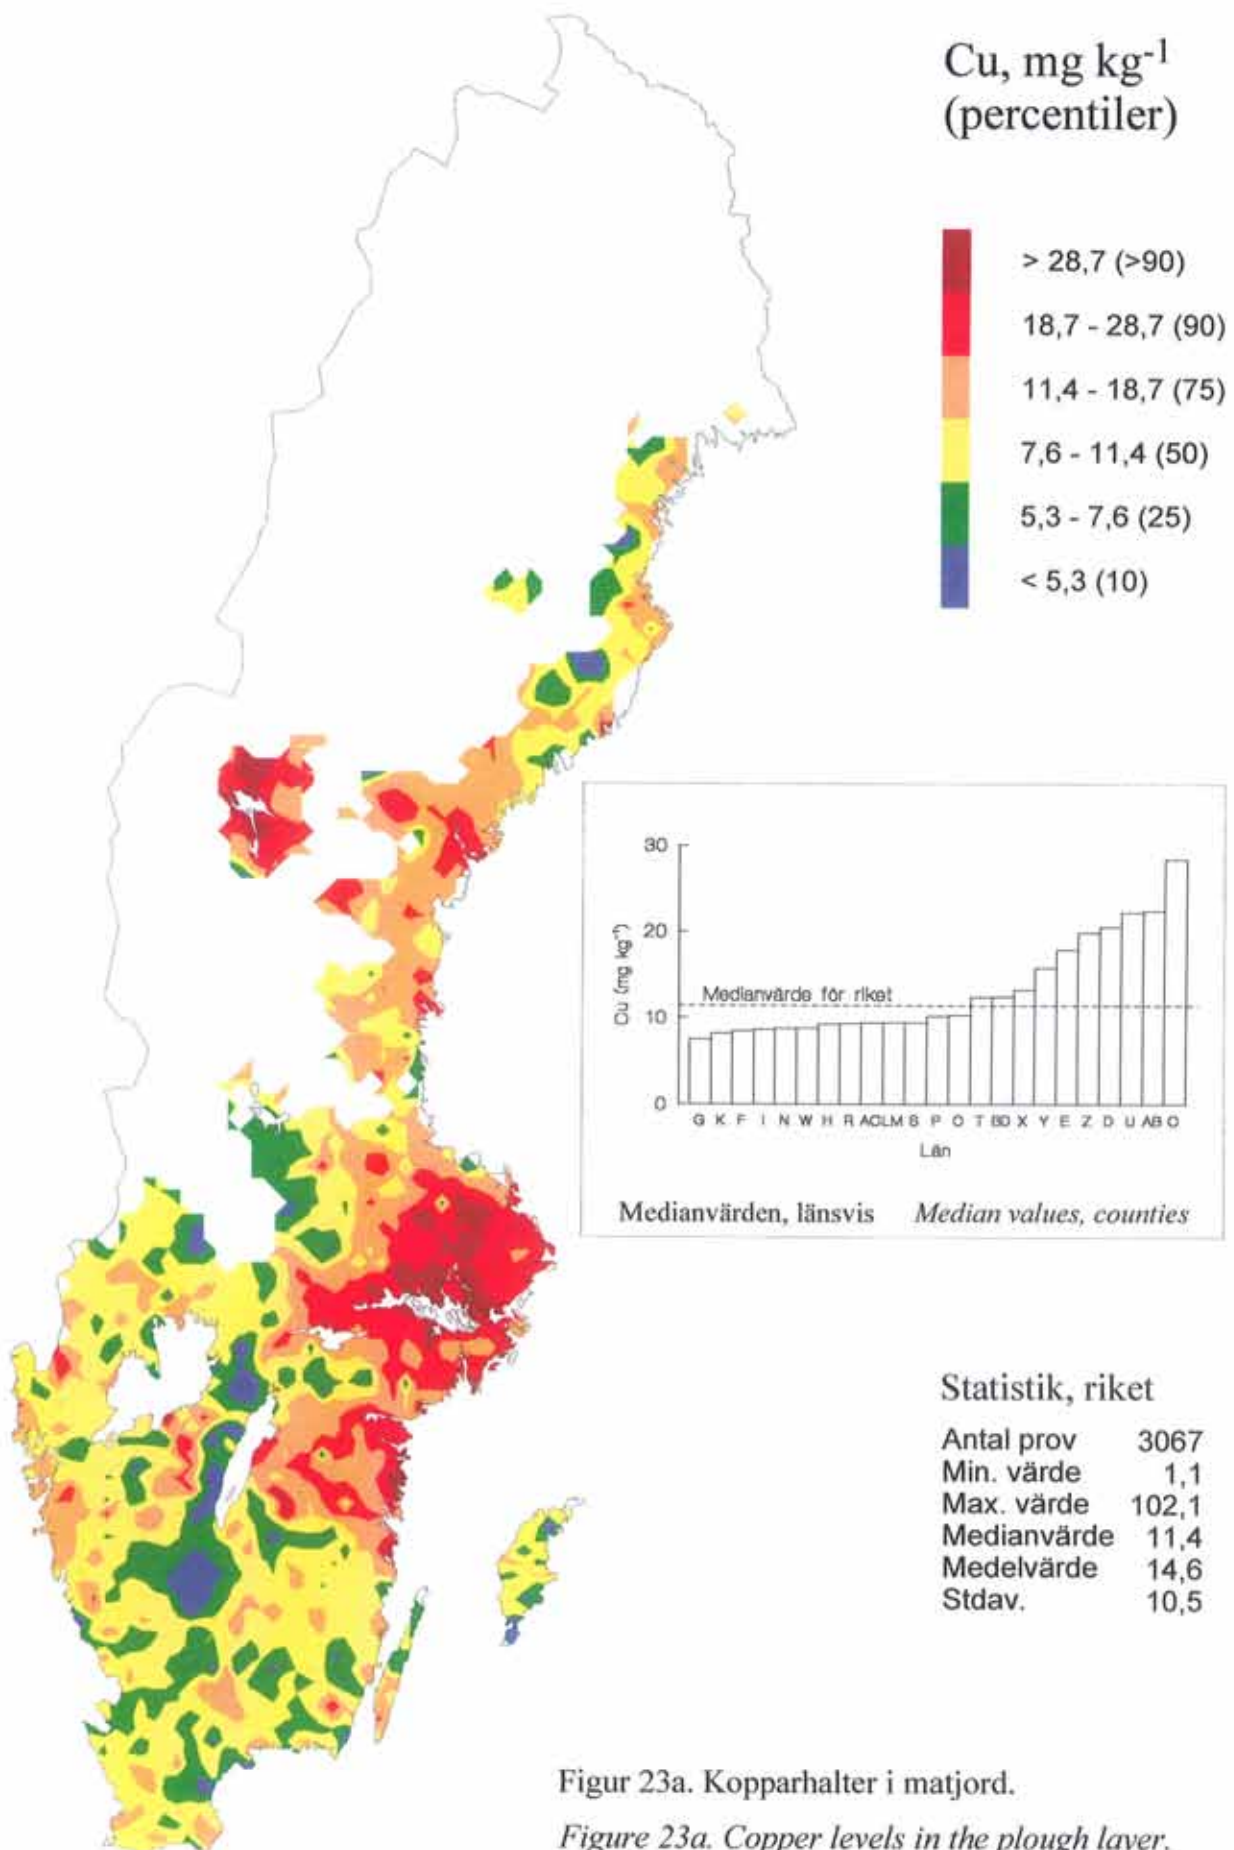 Cu, mg kg-1
(percentiler)
> 28,7 (>90)
18,7 - 28,7 (90)
11,4 - 18,7 (75)
7,6 - 11,4 (50)
5,3 - 7,6 (25)
< 5,3 (10)
30
20
10
0
Cu (mg kg-1)
Medianvärde för riket
G K F I N W H R AC L M S P O T BD X Y E Z D U AB O
Län
Medianvärden, länsvis Median values, counties
Statistik, riket
Antal prov 3067
Min. värde 1,1
Max. värde 102,1
Medianvärde 11,4
Medelvärde 14,6
Stdav. 10,5
Figur 23a. Kopparhalter i matjord.
Figure 23a. Copper levels in the plough layer.